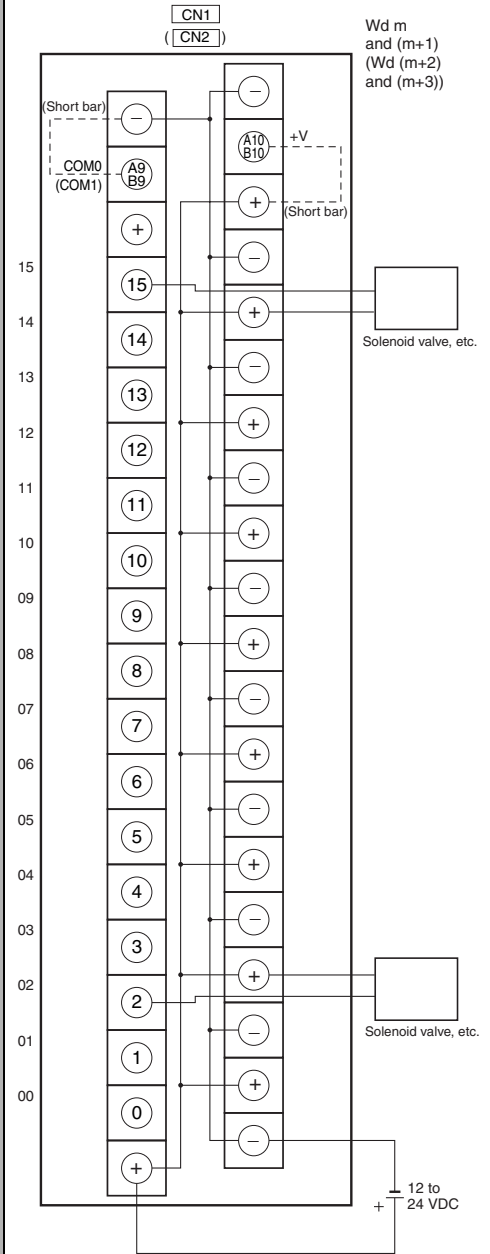 CN1
( CN2 )
Wd m
and (m+1)
(Wd (m+2)
and (m+3))
(Short bar)
−
−
COM0
(COM1)
A9
B9
A10
B10
+V
+
+
(Short bar)
15
15
−
+
Solenoid valve, etc.
14
14
−
13
13
+
12
12
−
11
11
+
10
10
−
09
9
+
08
8
−
07
7
+
06
6
−
05
5
+
04
4
−
03
3
+
02
2
Solenoid valve, etc.
−
01
1
+
00
0
−
+
+
12 to
24 VDC